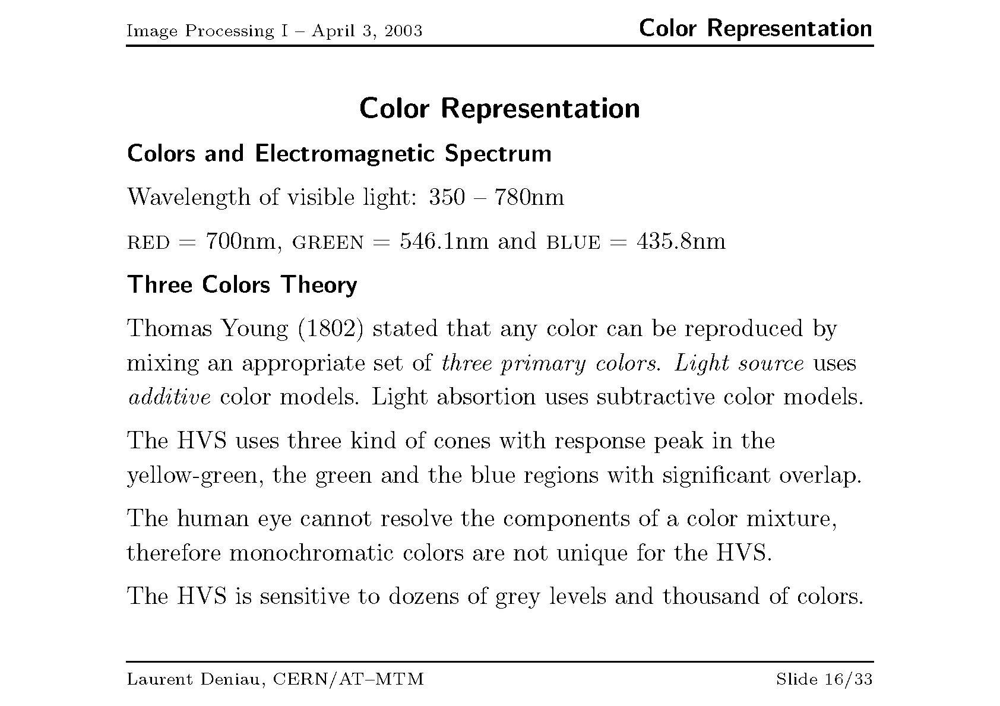 Image Processing I – April 3, 2003 Color Representation
Color Representation
Colors and Electromagnetic Spectrum
Wavelength of visible light: 350 – 780nm
RED = 700nm, GREEN = 546.1nm and BLUE = 435.8nm
Three Colors Theory
Thomas Young (1802) stated that any color can be reproduced by
mixing an appropriate set of three primary colors. Light source uses
additive color models. Light absortion uses subtractive color models.
The HVS uses three kind of cones with response peak in the
yellow-green, the green and the blue regions with significant overlap.
The human eye cannot resolve the components of a color mixture,
therefore monochromatic colors are not unique for the HVS.
The HVS is sensitive to dozens of grey levels and thousand of colors.
Laurent Deniau, CERN/AT–MTM Slide 16/33